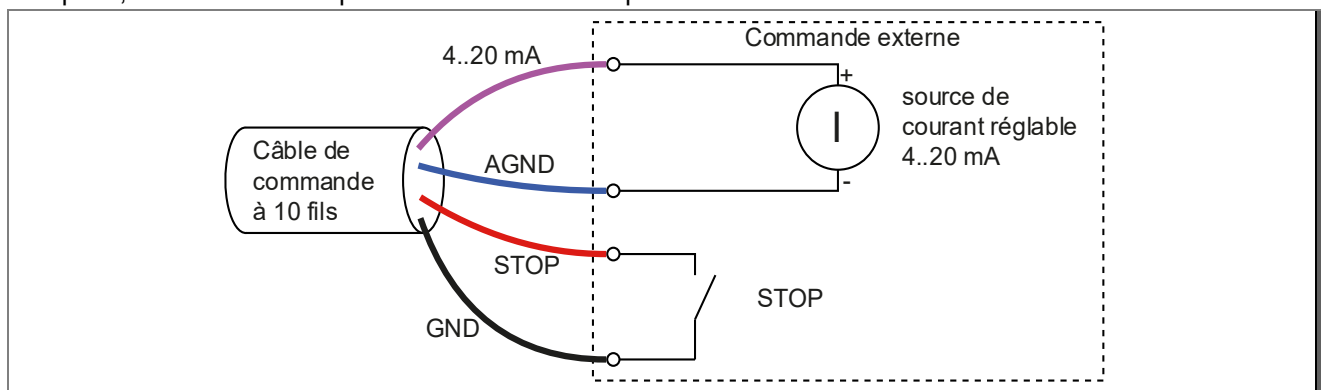 Commande externe
4..20 mA
+
source de
courant réglable
4..20 mA
I
Câble de
commande
à 10 fils
AGND
-
STOP
STOP
GND